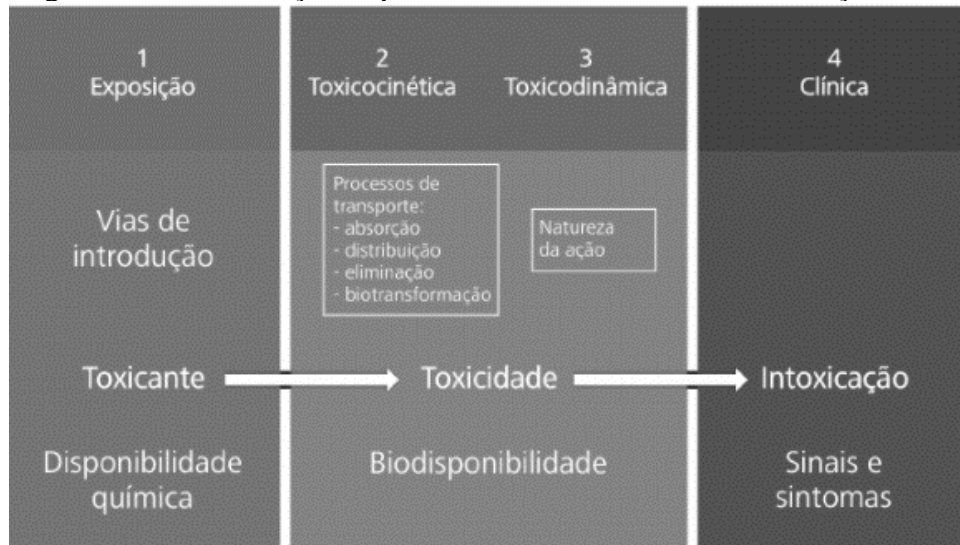 1
Exposição
2
Toxicocinética
3
Toxicodinâmica
4
Clínica
Vias de
introdução
Processos de
transporte:
- absorção
- distribuição
- eliminação
- biotransformação
Natureza
da ação
Toxicante
Toxicidade
Intoxicação
Disponibilidade
química
Biodisponibilidade
Sinais e
sintomas